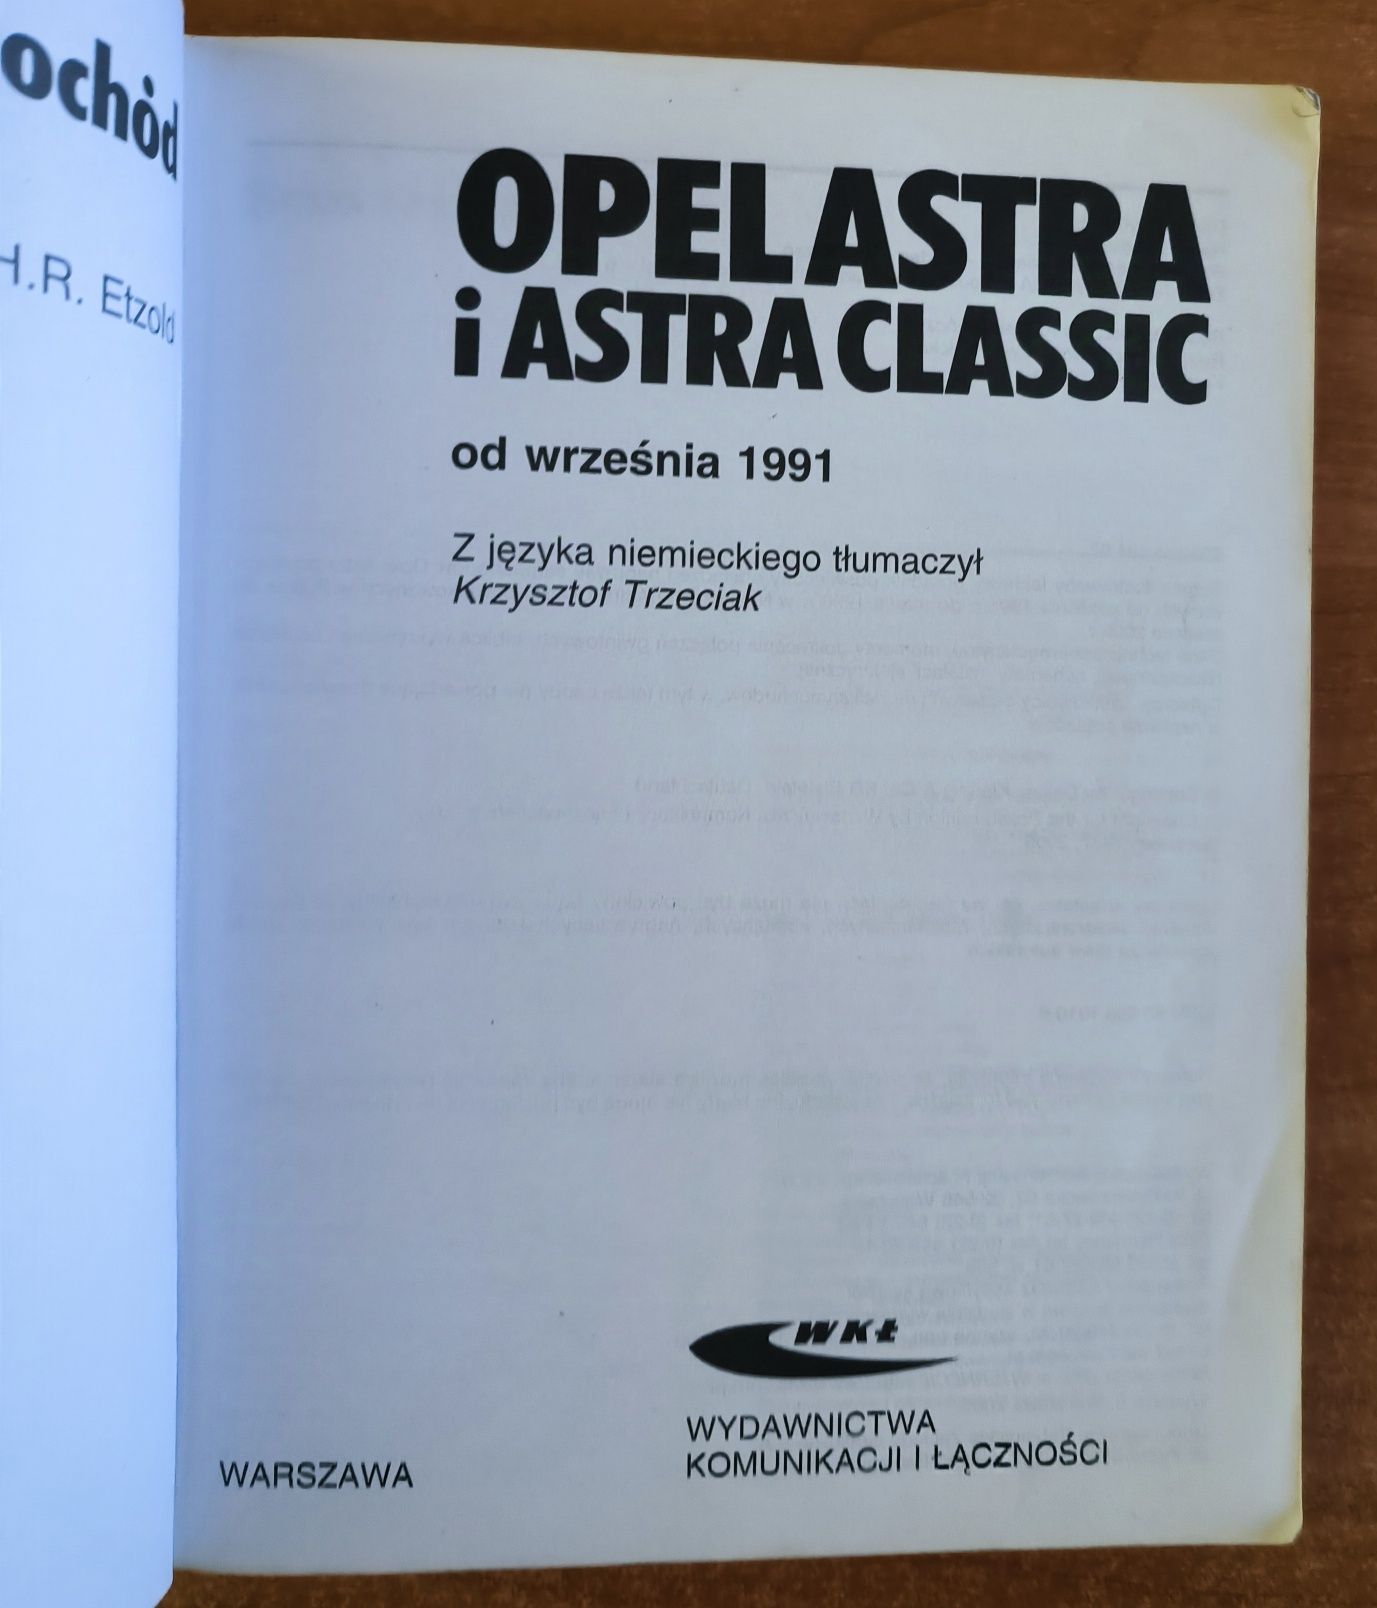 ochód
H.R. Etzold
OPEL ASTRA
i ASTRA CLASSIC
od września 1991
Z języka niemieckiego tłumaczył
Krzysztof Trzeciak
WKŁ
WYDAWNICTWA
KOMUNIKACJI I ŁĄCZNOŚCI
WARSZAWA